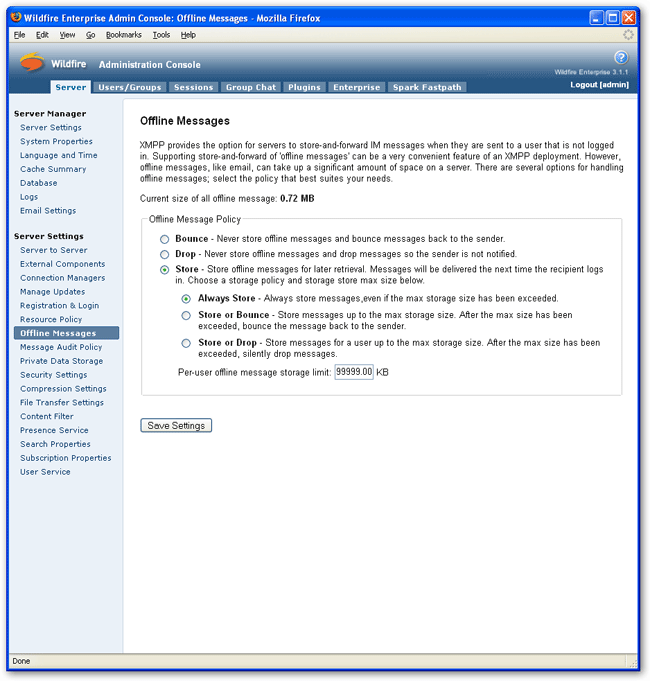 Wildfire Enterprise Admin Console: Offline Messages - Mozilla Firefox
File Edit View Go Bookmarks Tools Help
Wildfire Administration Console
?
Wildfire Enterprise 3.1.1
Server Users/Groups Sessions Group Chat Plugins Enterprise Spark Fastpath
Logout [admin]
Server Manager
Server Settings
System Properties
Language and Time
Cache Summary
Database
Logs
Email Settings
Server Settings
Server to Server
External Components
Connection Managers
Manage Updates
Registration & Login
Resource Policy
Offline Messages
Message Audit Policy
Private Data Storage
Security Settings
Compression Settings
File Transfer Settings
Content Filter
Presence Service
Search Properties
Subscription Properties
User Service
Offline Messages
XMPP provides the option for servers to store-and-forward IM messages when they are sent to a user that is not logged
in. Supporting store-and-forward of 'offline messages' can be a very convenient feature of an XMPP deployment. However,
offline messages, like email, can take up a significant amount of space on a server. There are several options for handling
offline messages; select the policy that best suites your needs.
Current size of all offline message: 0.72 MB
Offline Message Policy
Bounce - Never store offline messages and bounce messages back to the sender.
Drop - Never store offline messages and drop messages so the sender is not notified.
Store - Store offline messages for later retrieval. Messages will be delivered the next time the recipient logs
in. Choose a storage policy and storage store max size below.
Always Store - Always store messages,even if the max storage size has been exceeded.
Store or Bounce - Store messages up to the max storage size. After the max size has been
exceeded, bounce the message back to the sender.
Store or Drop - Store messages for a user up to the max storage size. After the max size has been
exceeded, silently drop messages.
Per-user offline message storage limit: 99999.00 KB
Save Settings
Done